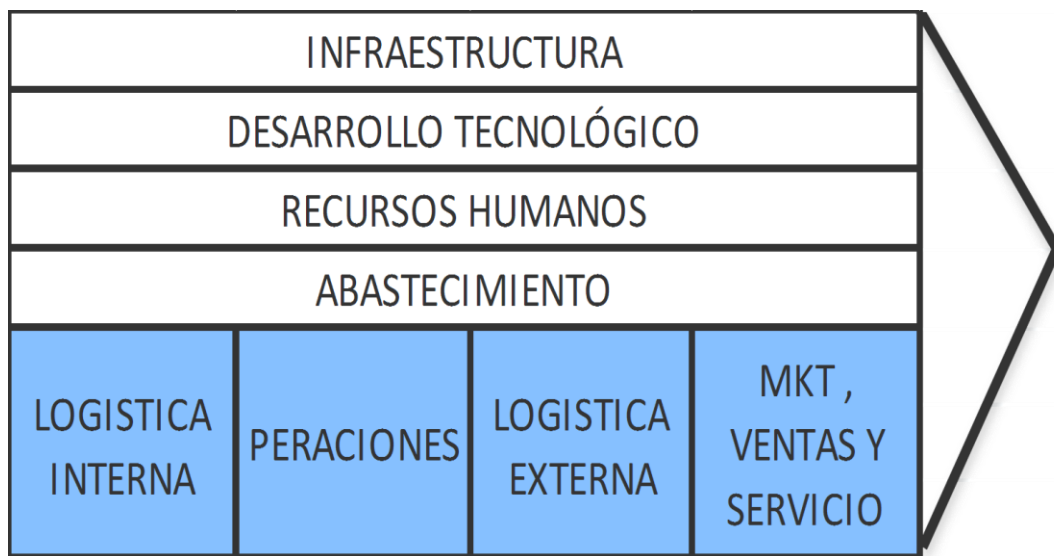 INFRAESTRUCTURA
DESARROLLO TECNOLÓGICO
RECURSOS HUMANOS
ABASTECIMIENTO
LOGISTICA
INTERNA
PERACIONES
LOGISTICA
EXTERNA
MKT ,
VENTAS Y
SERVICIO